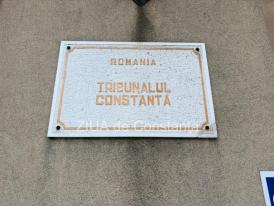 ROMANIA
TRIBUNALUL
CONSTANTA
ZIUA de Constanta